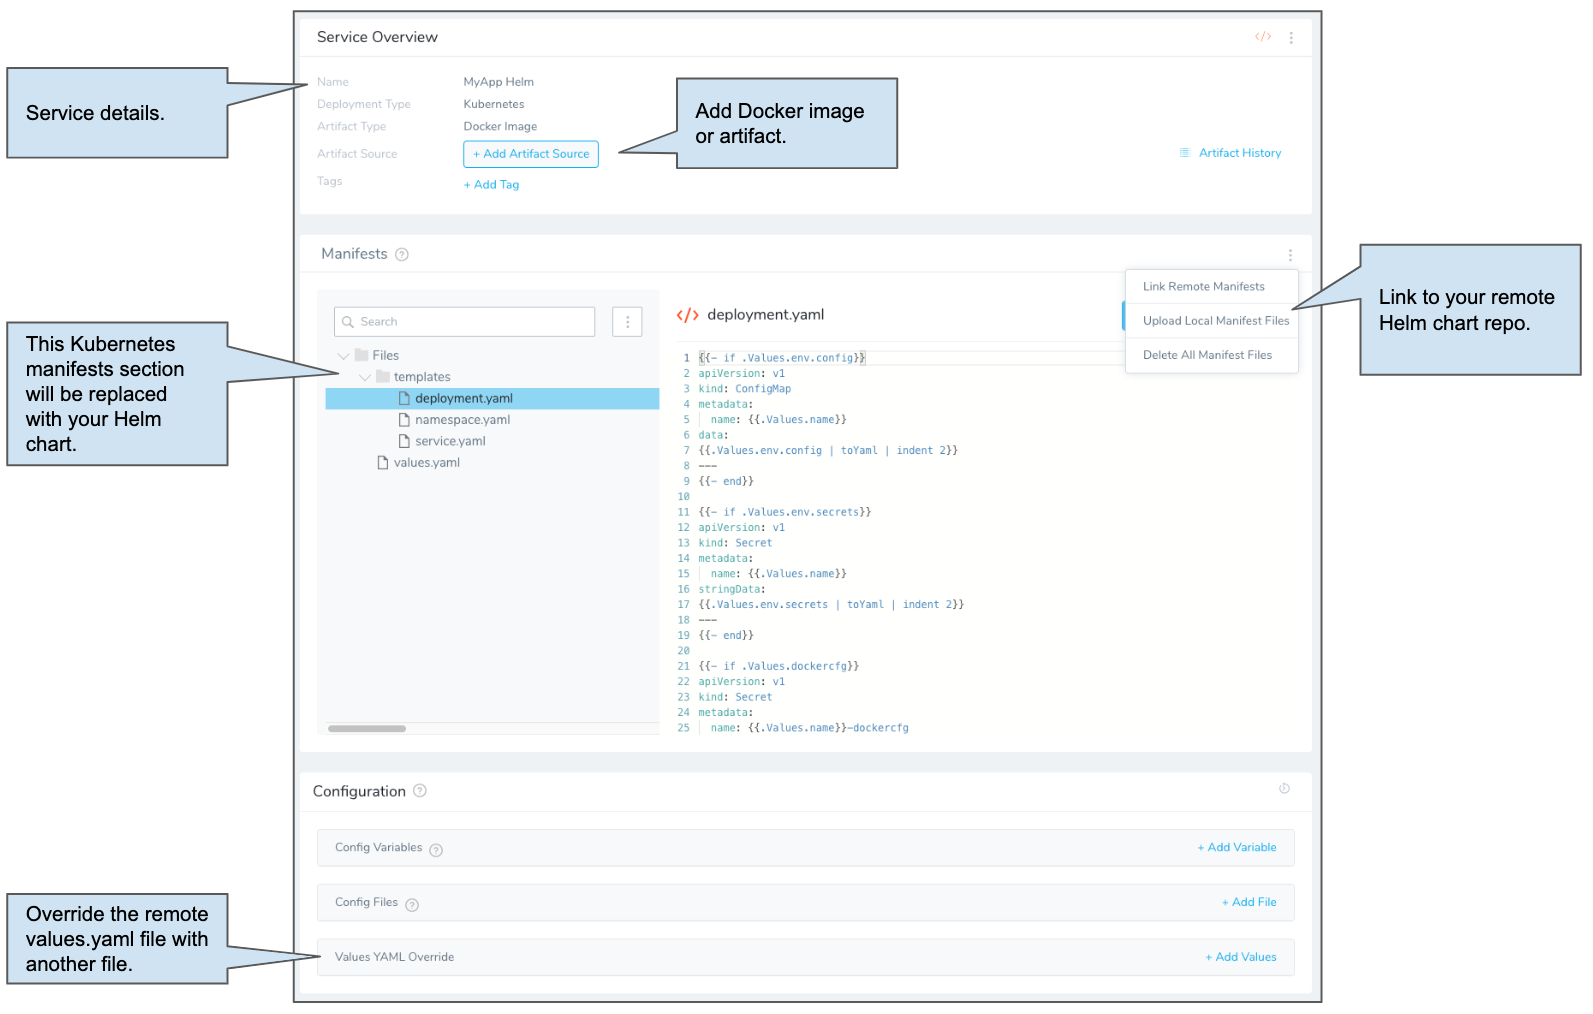 Service Overview
</>
Service details.
Name MyApp Helm
Deployment Type Kubernetes
Artifact Type Docker Image
Artifact Source + Add Artifact Source
Tags + Add Tag
Add Docker image
or artifact.
Artifact History
Manifests ?
Link Remote Manifests
Upload Local Manifest Files
Delete All Manifest Files
Link to your remote
Helm chart repo.
This Kubernetes
manifests section
will be replaced
with your Helm
chart.
Search
Files
templates
deployment.yaml
namespace.yaml
service.yaml
values.yaml
</> deployment.yaml
1 {{- if .Values.env.config}}
2 apiVersion: v1
3 kind: ConfigMap
4 metadata:
5 name: {{.Values.name}}
6 data:
7 {{.Values.env.config | toYaml | indent 2}}
8 ---
9 {{- end}}
10
11 {{- if .Values.env.secrets}}
12 apiVersion: v1
13 kind: Secret
14 metadata:
15 name: {{.Values.name}}
16 stringData:
17 {{.Values.env.secrets | toYaml | indent 2}}
18 ---
19 {{- end}}
20
21 {{- if .Values.dockercfg}}
22 apiVersion: v1
23 kind: Secret
24 metadata:
25 name: {{.Values.name}}-dockercfg
Configuration ?
Config Variables ? + Add Variable
Config Files ? + Add File
Override the remote
values.yaml file with
another file.
Values YAML Override + Add Values